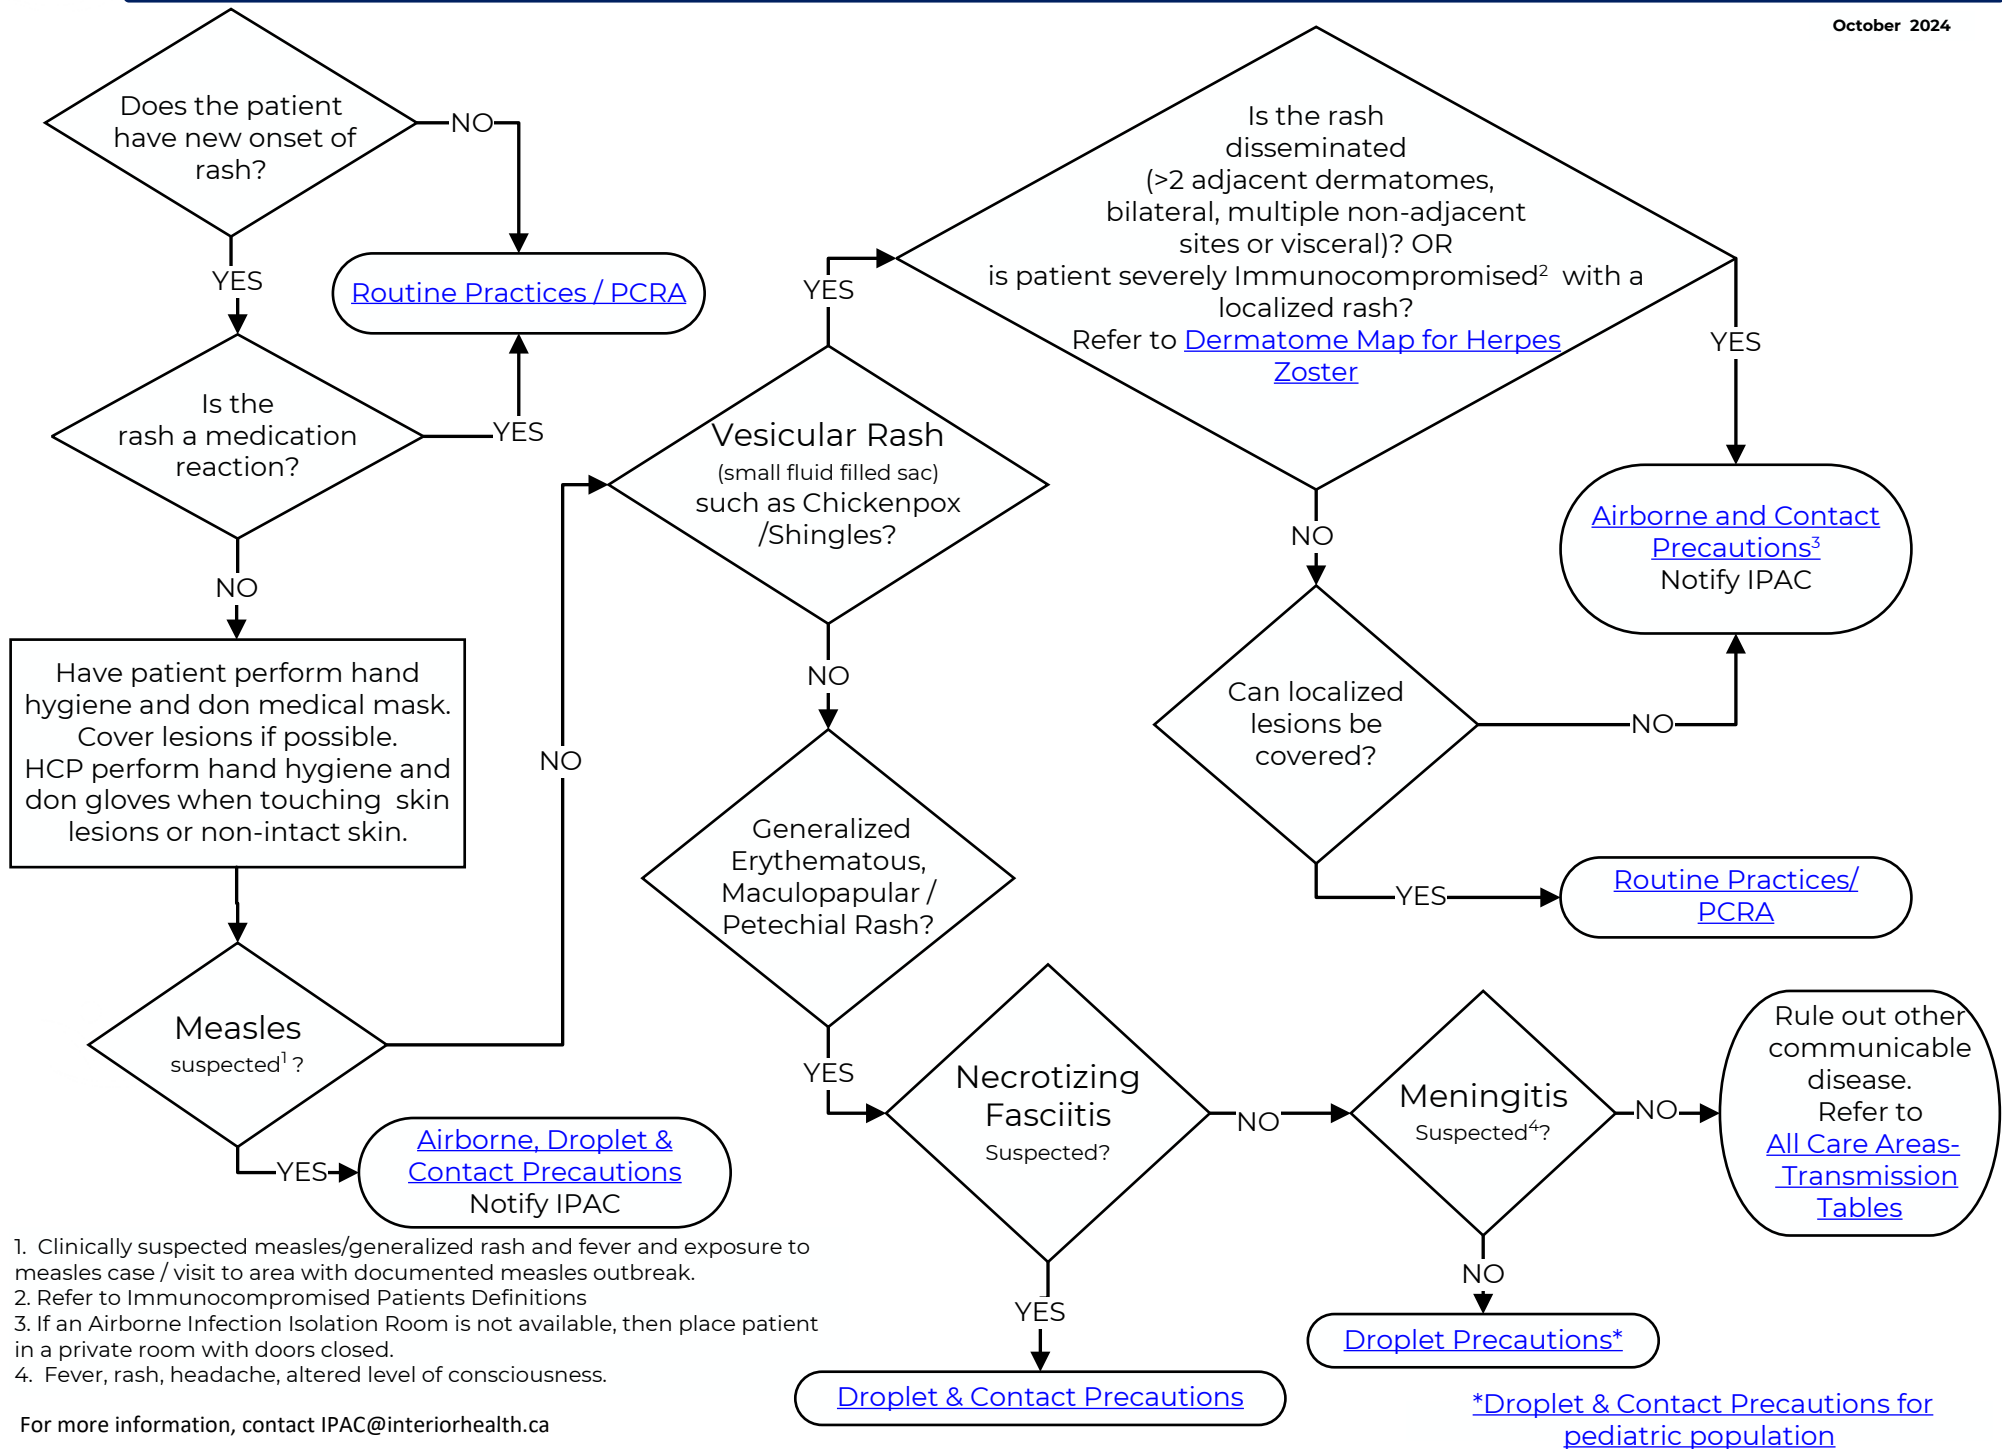 October 2024
Does the patient
have new onset of
rash?
NO
YES
Routine Practices / PCRA
Is the
rash a medication
reaction?
YES
NO
Have patient perform hand
hygiene and don medical mask.
Cover lesions if possible.
HCP perform hand hygiene and
don gloves when touching skin
lesions or non-intact skin.
Measles
suspected1 ?
NO
YES
Airborne, Droplet &
Contact Precautions
Notify IPAC
Vesicular Rash
(small fluid filled sac)
such as Chickenpox
/Shingles?
YES
NO
Is the rash
disseminated
(>2 adjacent dermatomes,
bilateral, multiple non-adjacent
sites or visceral)? OR
is patient severely Immunocompromised2 with a
localized rash?
Refer to Dermatome Map for Herpes
Zoster
YES
NO
Airborne and Contact
Precautions3
Notify IPAC
Can localized
lesions be
covered?
NO
YES
Routine Practices/
PCRA
Generalized
Erythematous,
Maculopapular /
Petechial Rash?
YES
Necrotizing
Fasciitis
Suspected?
NO
YES
Droplet & Contact Precautions
Meningitis
Suspected4?
NO
NO
Droplet Precautions*
Rule out other
communicable
disease.
Refer to
All Care Areas-
Transmission
Tables
*Droplet & Contact Precautions for
pediatric population
1. Clinically suspected measles/generalized rash and fever and exposure to
measles case / visit to area with documented measles outbreak.
2. Refer to Immunocompromised Patients Definitions
3. If an Airborne Infection Isolation Room is not available, then place patient
in a private room with doors closed.
4. Fever, rash, headache, altered level of consciousness.
For more information, contact IPAC@interiorhealth.ca